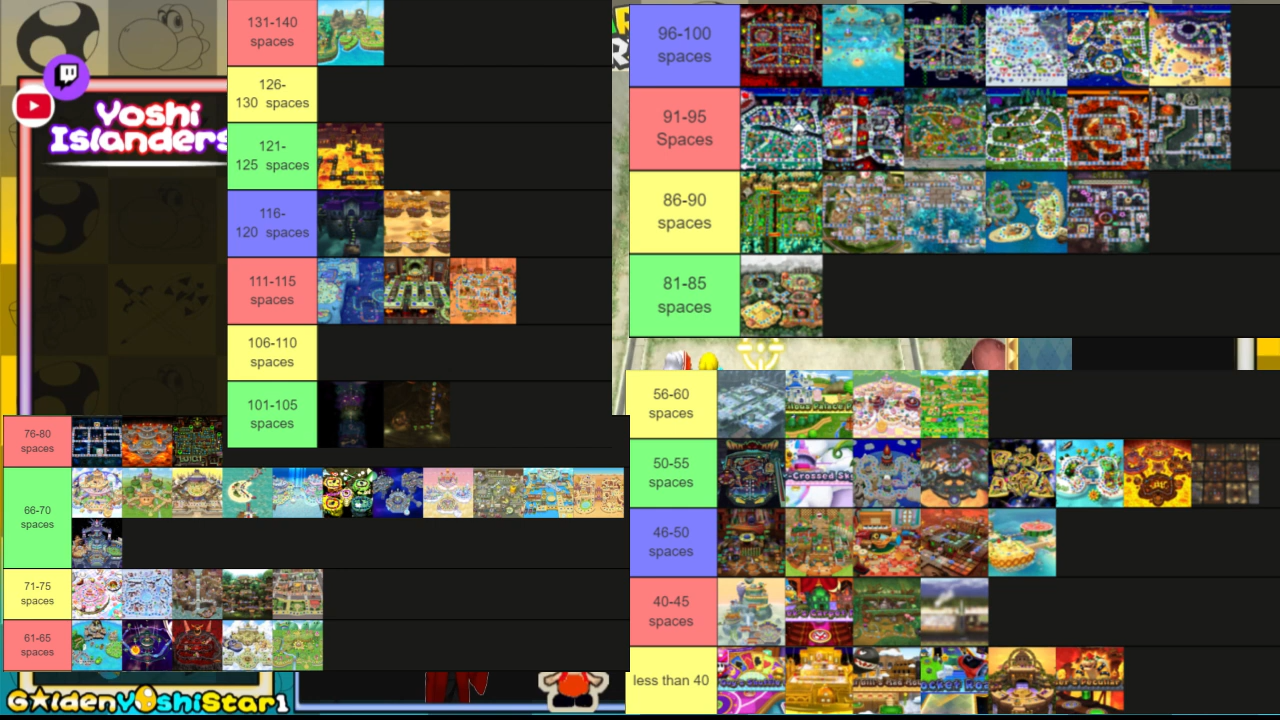 Yoshi
Islanders
131-140
spaces
126-
130 spaces
121-
125 spaces
116-
120 spaces
111-115
spaces
106-110
spaces
101-105
spaces
96-100
spaces
91-95
Spaces
86-90
spaces
81-85
spaces
76-80
spaces
66-70
spaces
71-75
spaces
61-65
spaces
56-60
spaces
50-55
spaces
-Crossed Sky
46-50
spaces
40-45
spaces
less than 40
GoldenYoshiStar1